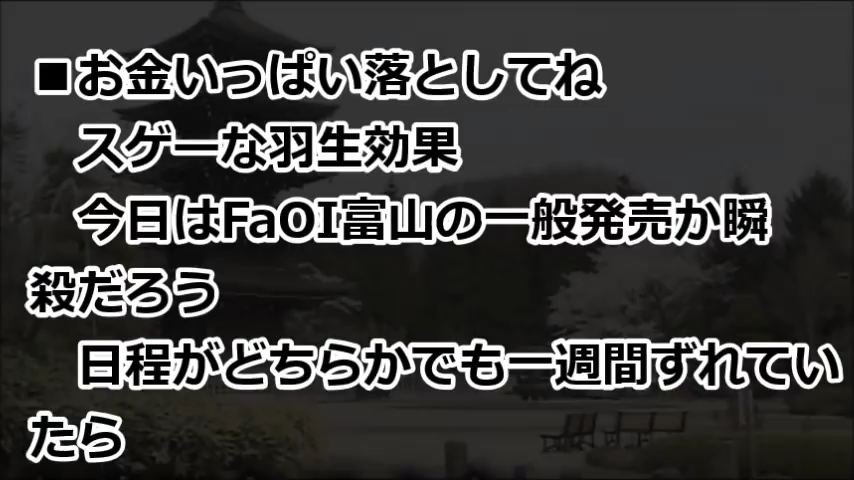 ■お金いっぱい落としてね
スゲーな羽生効果
今日はFaOI富山の一般発売か瞬
殺だろう
日程がどちらかでも一週間ずれてい
たら